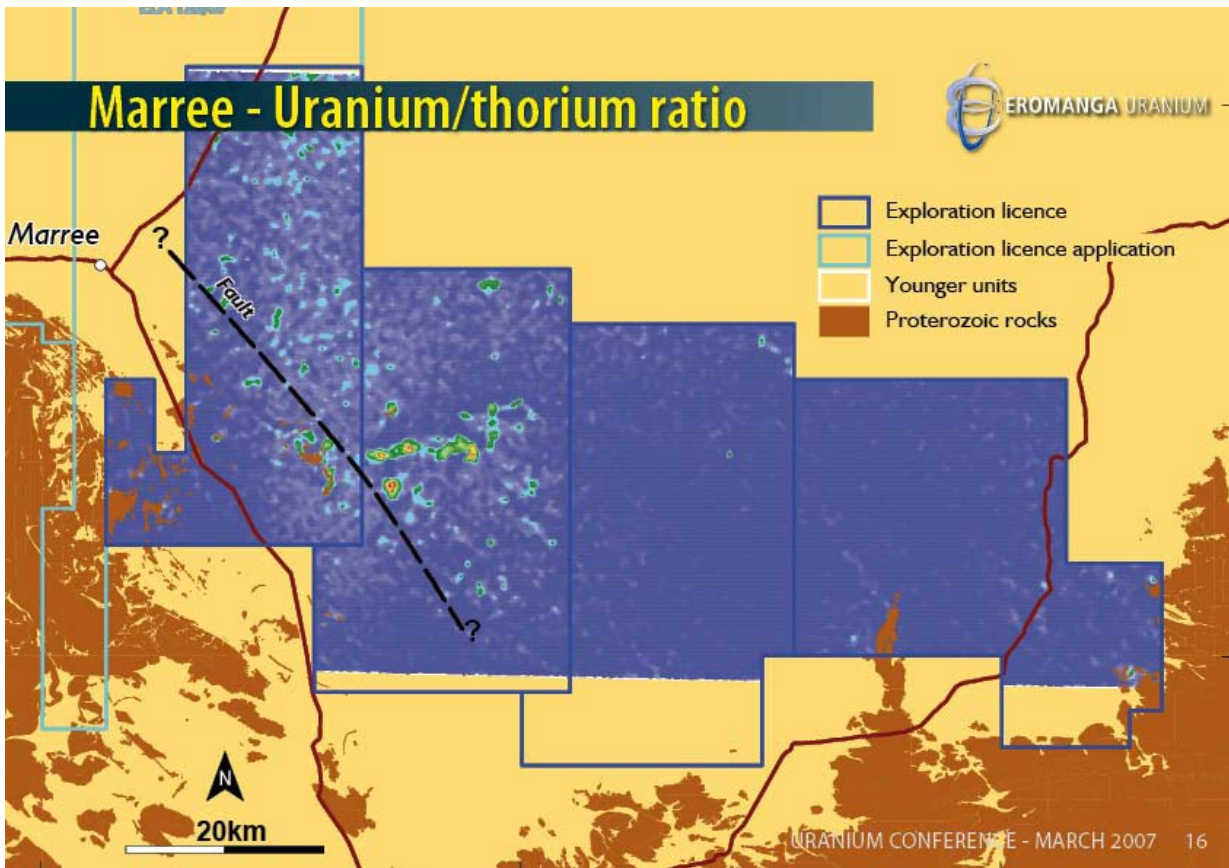 Marree - Uranium/thorium ratio
EROMANGA URANIUM
Exploration licence
Exploration licence application
Younger units
Proterozoic rocks
Marree
?
Fault
?
N
20km
URANIUM CONFERENCE - MARCH 2007 16